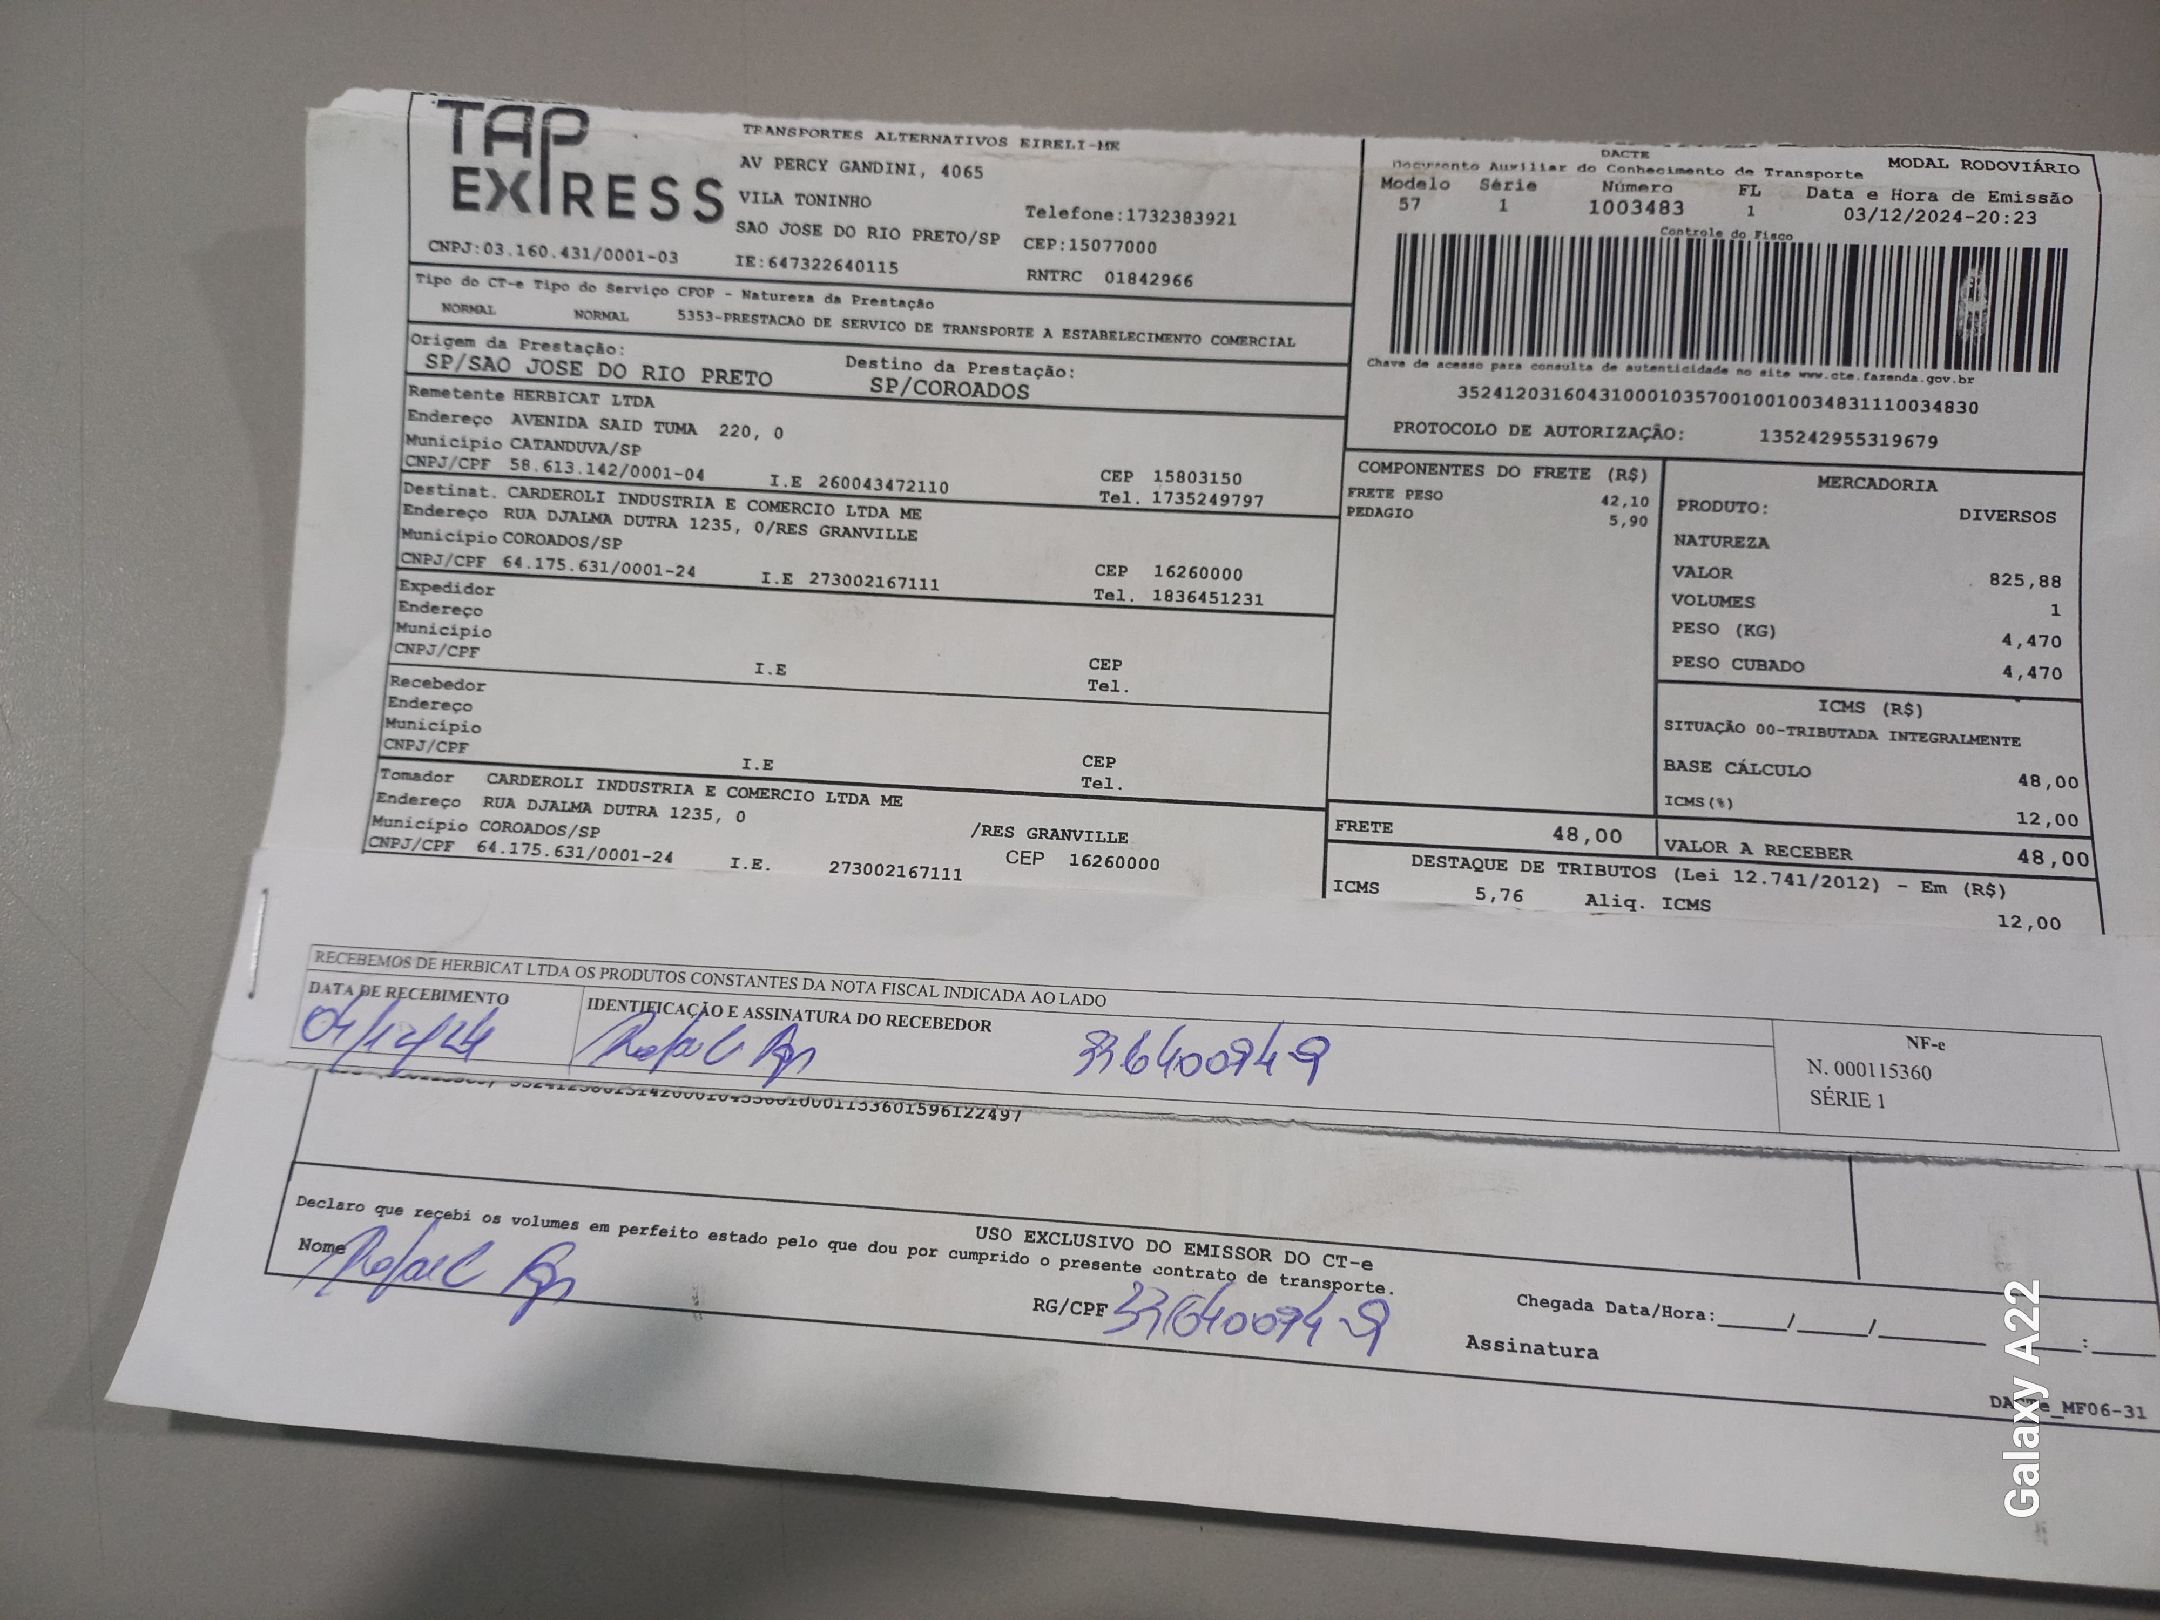 TAP EXPRESS
TRANSPORTES ALTERNATIVOS EIRELI-ME
AV PERCY GANDINI, 4065
VILA TONINHO
Telefone:1732383921
SAO JOSE DO RIO PRETO/SP CEP:15077000
CNPJ:03.160.431/0001-03 IE:647322640115 RNTRC 01842966
DACTE MODAL RODOVIÁRIO
Documento Auxiliar do Conhecimento de Transporte
Modelo Série Número FL Data e Hora de Emissão
57 1 1003483 1 03/12/2024-20:23
Controle do Fisco
Chave de acesso para consulta de autenticidade no site www.cte.fazenda.gov.br
35241203160431000103570010010034831110034830
PROTOCOLO DE AUTORIZAÇÃO: 135242955319679
Tipo do CT-e Tipo do Serviço CFOP - Natureza da Prestação
NORMAL NORMAL 5353-PRESTACAO DE SERVICO DE TRANSPORTE A ESTABELECIMENTO COMERCIAL
Origem da Prestação: Destino da Prestação:
SP/SAO JOSE DO RIO PRETO SP/COROADOS
Remetente HERBICAT LTDA
Endereço AVENIDA SAID TUMA 220, 0
Município CATANDUVA/SP CEP 15803150
CNPJ/CPF 58.613.142/0001-04 I.E 260043472110 Tel. 1735249797
Destinat. CARDEROLI INDUSTRIA E COMERCIO LTDA ME
Endereço RUA DJALMA DUTRA 1235, 0/RES GRANVILLE
Município COROADOS/SP CEP 16260000
CNPJ/CPF 64.175.631/0001-24 I.E 273002167111 Tel. 1836451231
Expedidor
Endereço
Município CEP
CNPJ/CPF I.E Tel.
Recebedor
Endereço
Município CEP
CNPJ/CPF I.E Tel.
Tomador CARDEROLI INDUSTRIA E COMERCIO LTDA ME
Endereço RUA DJALMA DUTRA 1235, 0 /RES GRANVILLE
Município COROADOS/SP CEP 16260000
CNPJ/CPF 64.175.631/0001-24 I.E. 273002167111
COMPONENTES DO FRETE (R$)
FRETE PESO 42,10
PEDAGIO 5,90
FRETE 48,00
MERCADORIA
PRODUTO: DIVERSOS
NATUREZA
VALOR 825,88
VOLUMES 1
PESO (KG) 4,470
PESO CUBADO 4,470
ICMS (R$)
SITUAÇÃO 00-TRIBUTADA INTEGRALMENTE
BASE CÁLCULO 48,00
ICMS(%) 12,00
VALOR A RECEBER 48,00
DESTAQUE DE TRIBUTOS (Lei 12.741/2012) - Em (R$)
ICMS 5,76 Aliq. ICMS 12,00
RECEBEMOS DE HERBICAT LTDA OS PRODUTOS CONSTANTES DA NOTA FISCAL INDICADA AO LADO
DATA DE RECEBIMENTO IDENTIFICAÇÃO E ASSINATURA DO RECEBEDOR
04/12/24 Rafael 33640094-9
NF-e
N. 000115360
SÉRIE 1
USO EXCLUSIVO DO EMISSOR DO CT-e
Declaro que recebi os volumes em perfeito estado pelo que dou por cumprido o presente contrato de transporte.
Nome Rafael RG/CPF 33640094-9 Chegada Data/Hora:____/____/______ __:__
Assinatura
MF06-31
Galaxy A22